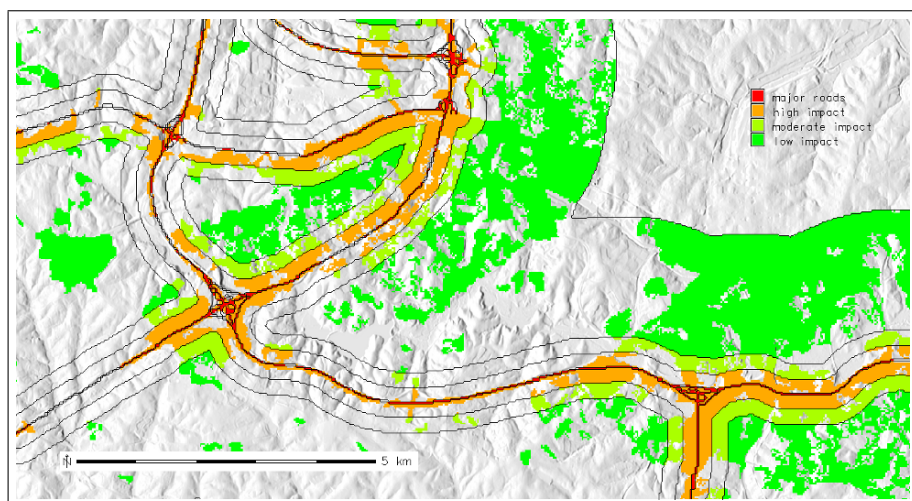 major roads
high impact
moderate impact
low impact
N
5 km